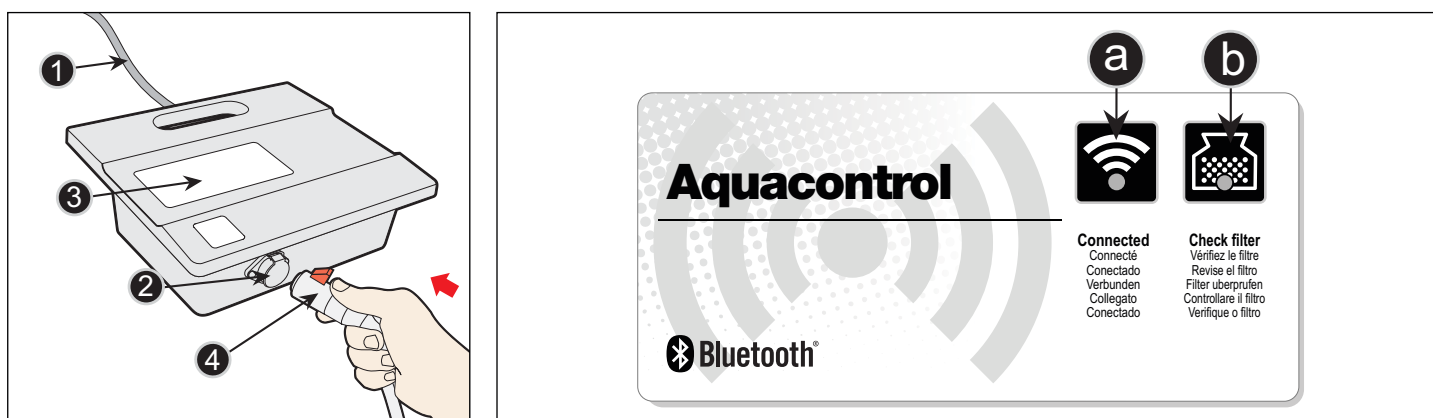 1
3
2
4
a
b
Aquacontrol
Connected
Connecté
Conectado
Verbunden
Collegato
Conectado
Check filter
Vérifiez le filtre
Revise el filtro
Filter uberprufen
Controllare il filtro
Verifique o filtro
Bluetooth®